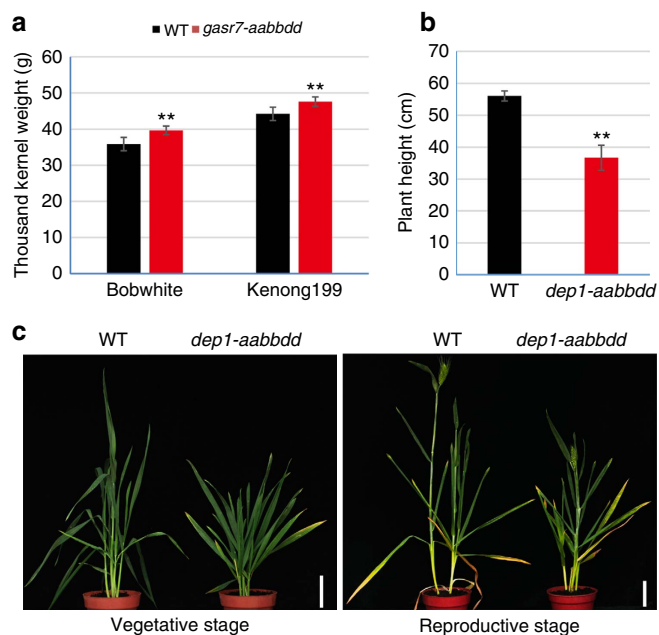 a
WT gasr7-aabbdd
Thousand kernel weight (g)
60
50
40
30
20
10
0
** **
Bobwhite Kenong199
b
Plant height (cm)
70
60
50
40
30
20
10
0
**
WT dep1-aabbdd
c
WT dep1-aabbdd WT dep1-aabbdd
Vegetative stage Reproductive stage